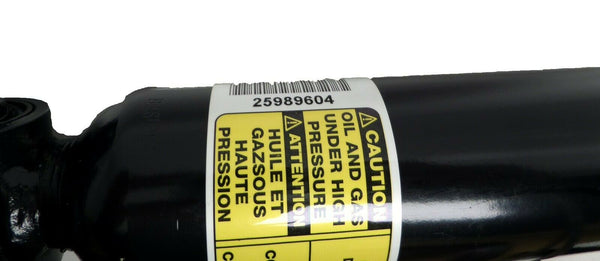 25989604
⚠CAUTION
OIL AND GAS
UNDER HIGH
PRESSURE
⚠ATTENTION
HUILE ET
GAZSOUS
HAUTE
PRESSION